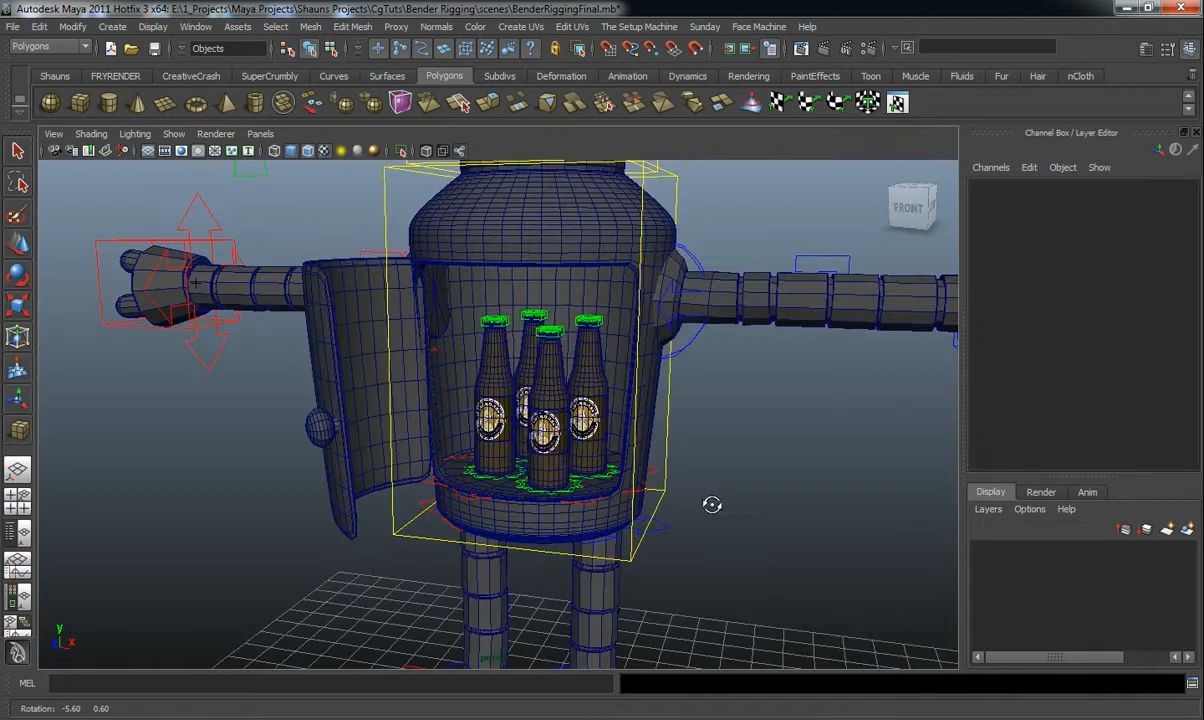 Autodesk Maya 2011 Hotfix 3 x64: E:\1_Projects\Maya Projects\Shauns Projects\CgTuts\Bender Rigging\scenes\BenderRiggingFinal.mb*
File Edit Modify Create Display Window Assets Select Mesh Edit Mesh Proxy Normals Color Create UVs Edit UVs The Setup Machine Sunday Animate Muscle Help
Polygons Objects
Shauns FRYRENDER CreativeCrash SuperCrumbly Curves Surfaces Polygons Subdivs Deformation Animation Dynamics Rendering PaintEffects Toon Muscle Fluids Fur Hair nCloth
View Shading Lighting Show Renderer Panels
Channel Box / Layer Editor
Channels Edit Object Show
FRONT
Display Render Anim
Layers Options Help
y
x
persp
MEL
Rotation: -5.60 0.60